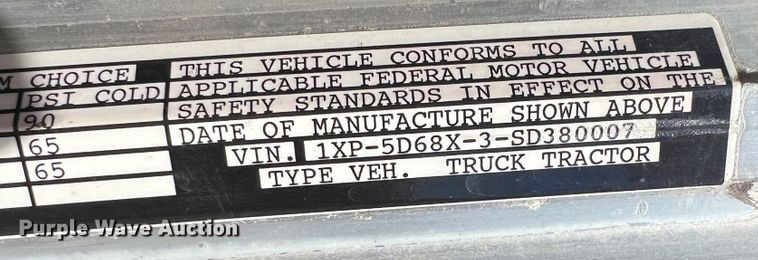 M CHOICE
PSI COLD
90
65
65
THIS VEHICLE CONFORMS TO ALL
APPLICABLE FEDERAL MOTOR VEHICLE
SAFETY STANDARDS IN EFFECT ON THE
DATE OF MANUFACTURE SHOWN ABOVE
VIN. 1XP-5D68X-3-SD380007
TYPE VEH. TRUCK TRACTOR
Purple Wave Auction